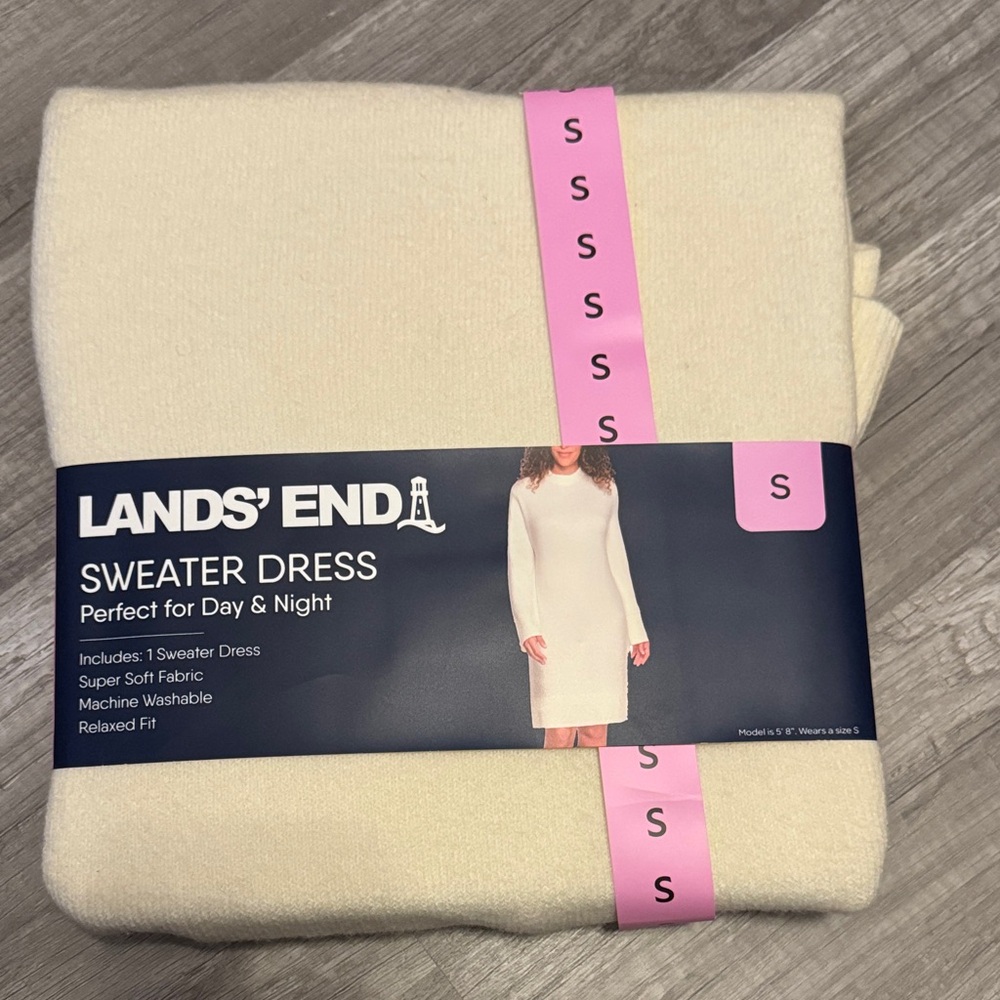 S
S
S
S
S
S
LANDS' END
S
SWEATER DRESS
Perfect for Day & Night
Includes: 1 Sweater Dress
Super Soft Fabric
Machine Washable
Relaxed Fit
Model is 5' 8". Wears a size S
S
S
S